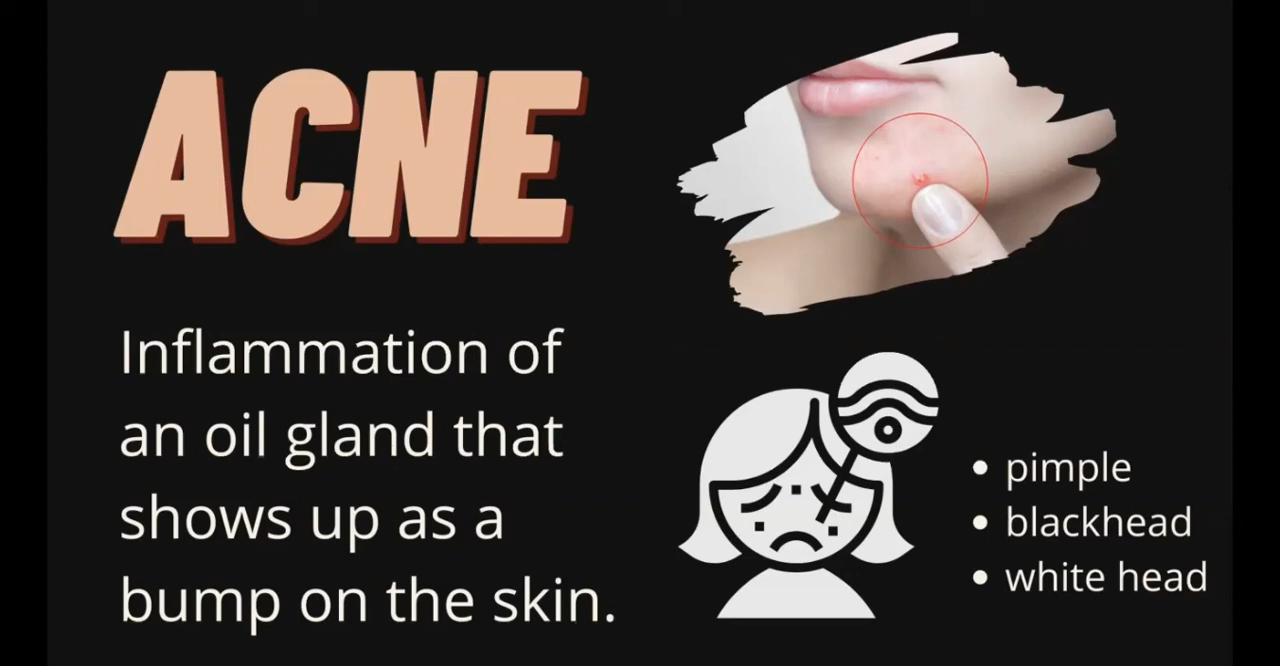 ACNE
Inflammation of
an oil gland that
shows up as a
bump on the skin.
• pimple
• blackhead
• white head